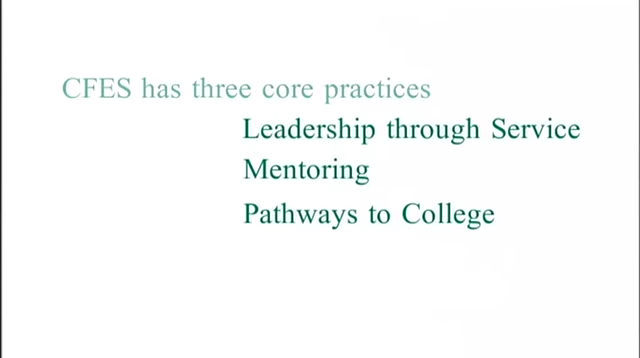 CFES has three core practices
Leadership through Service
Mentoring
Pathways to College